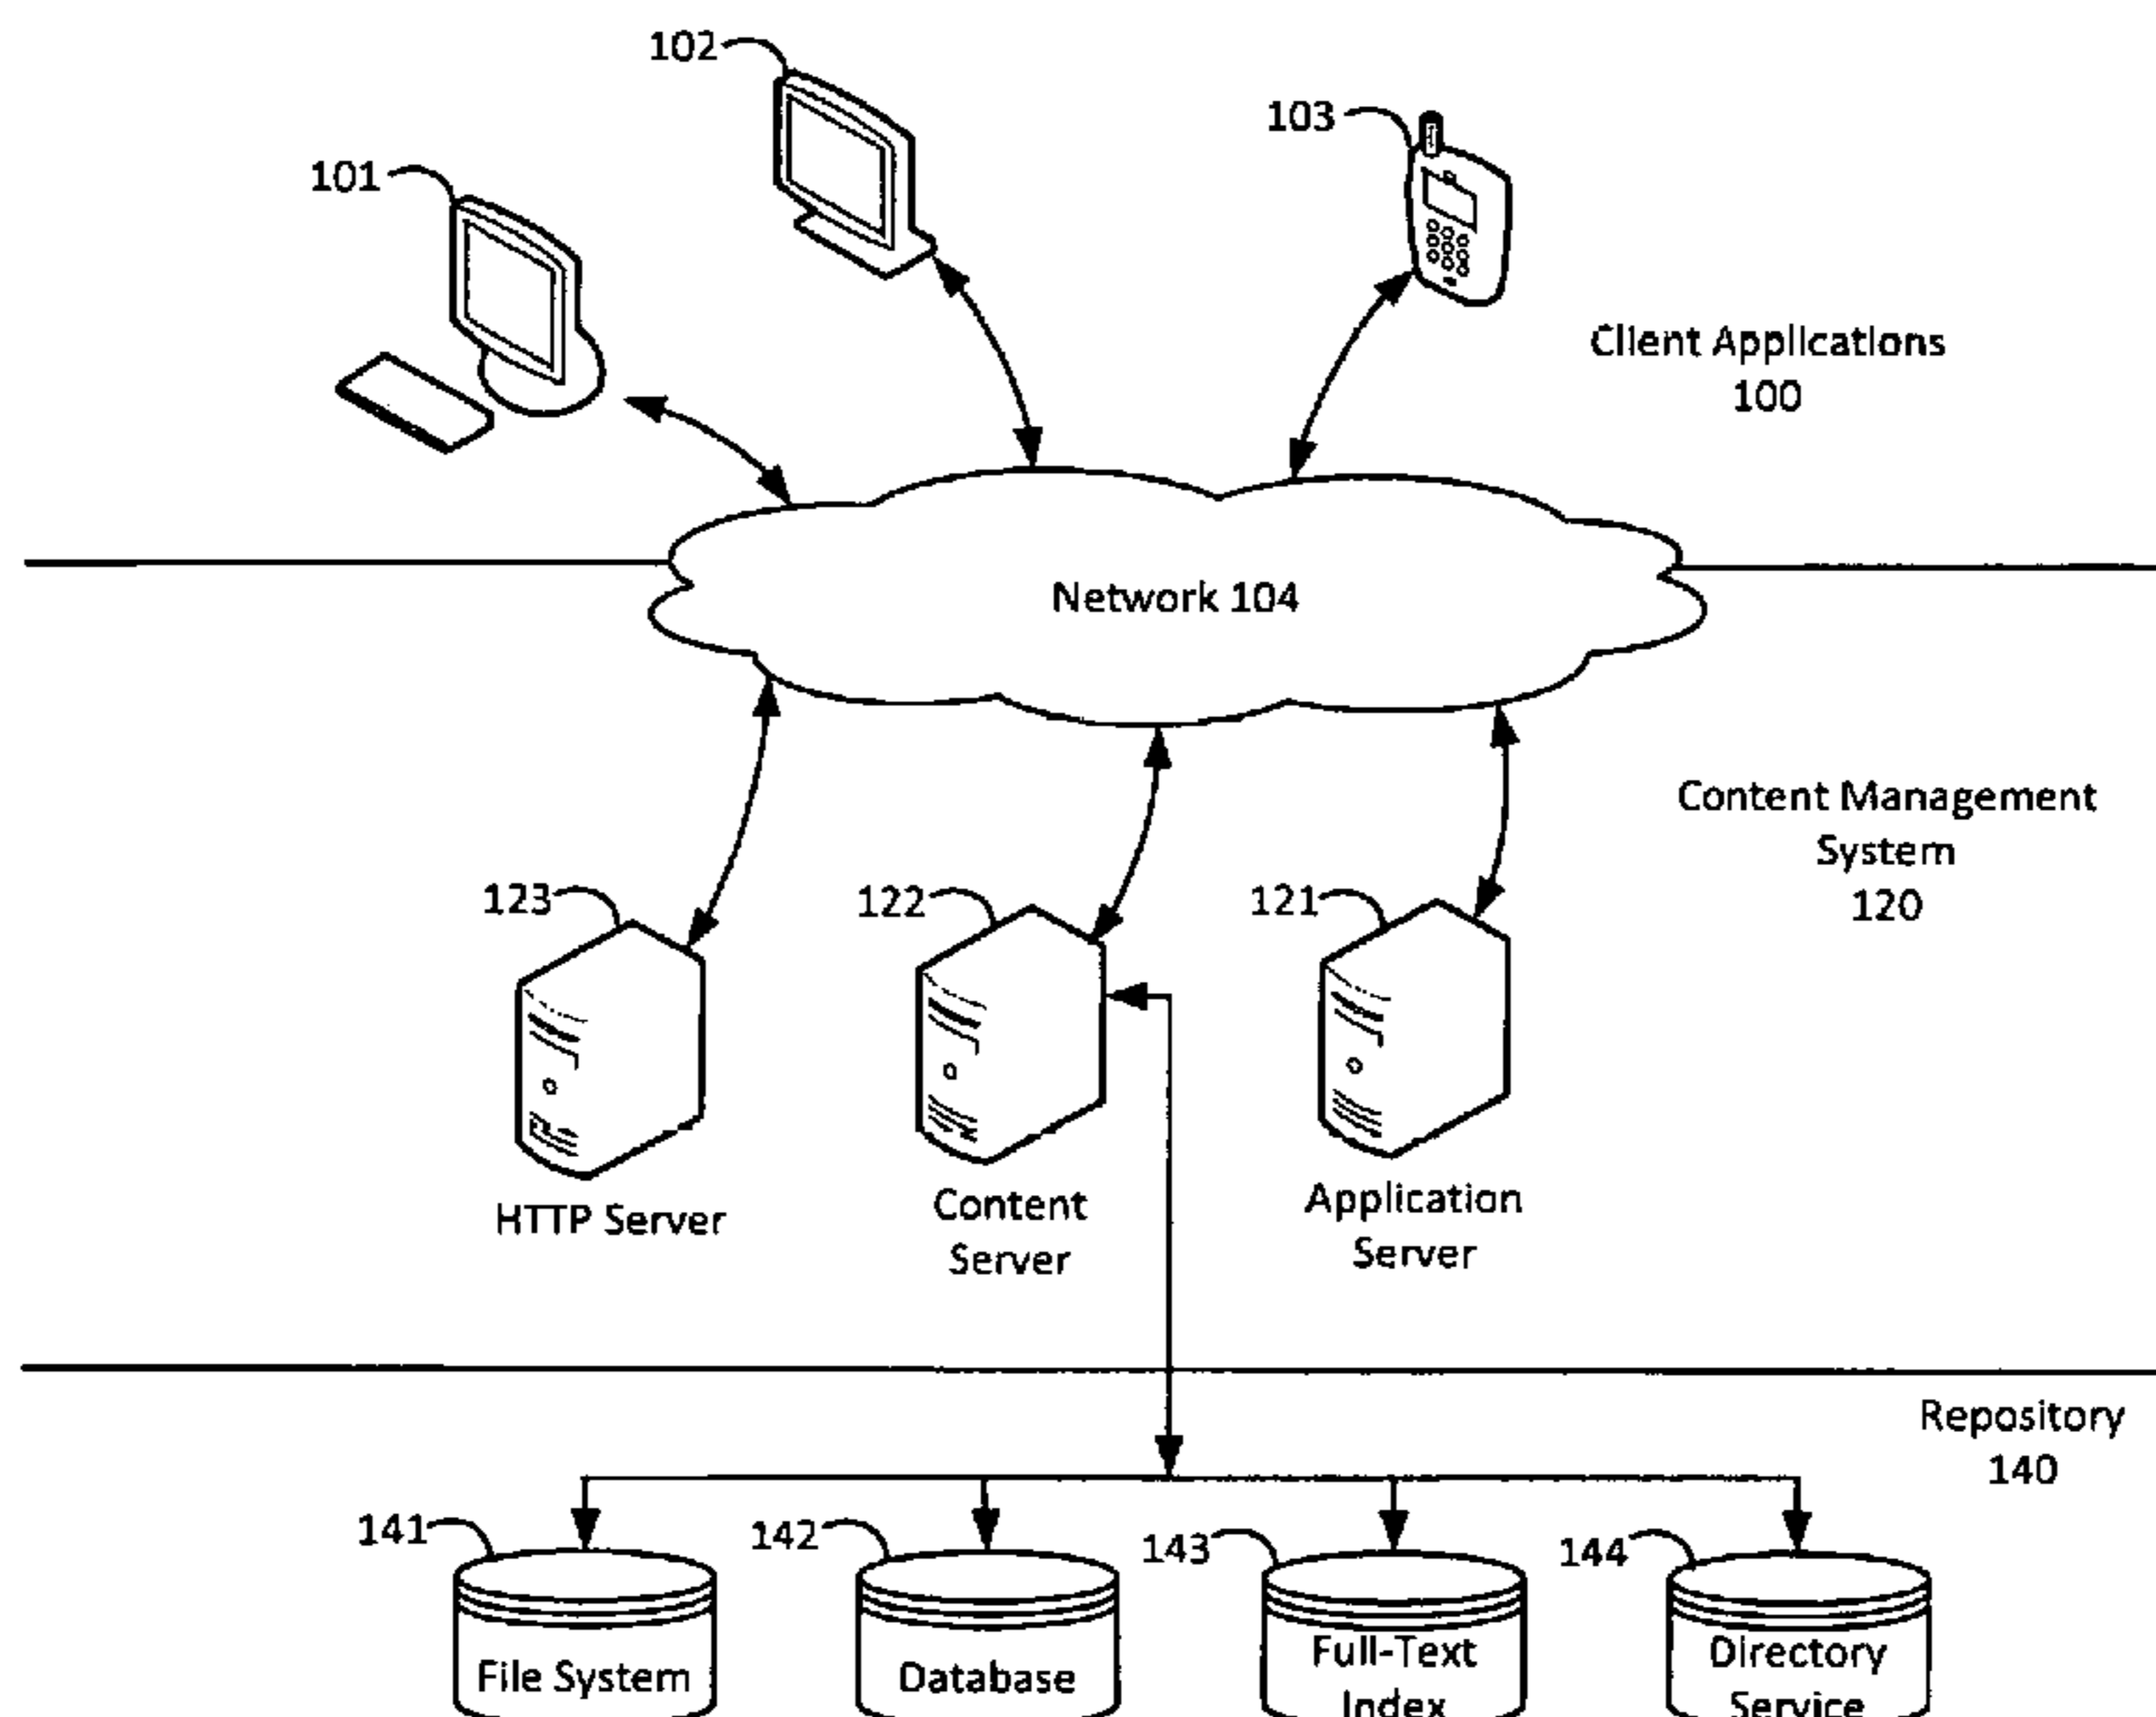 102
103
101
Client Applications
100
Network 104
Content Management
System
120
123
122
121
HTTP Server
Content
Server
Application
Server
Repository
140
141
142
143
144
File System
Database
Full-Text
Index
Directory
Service